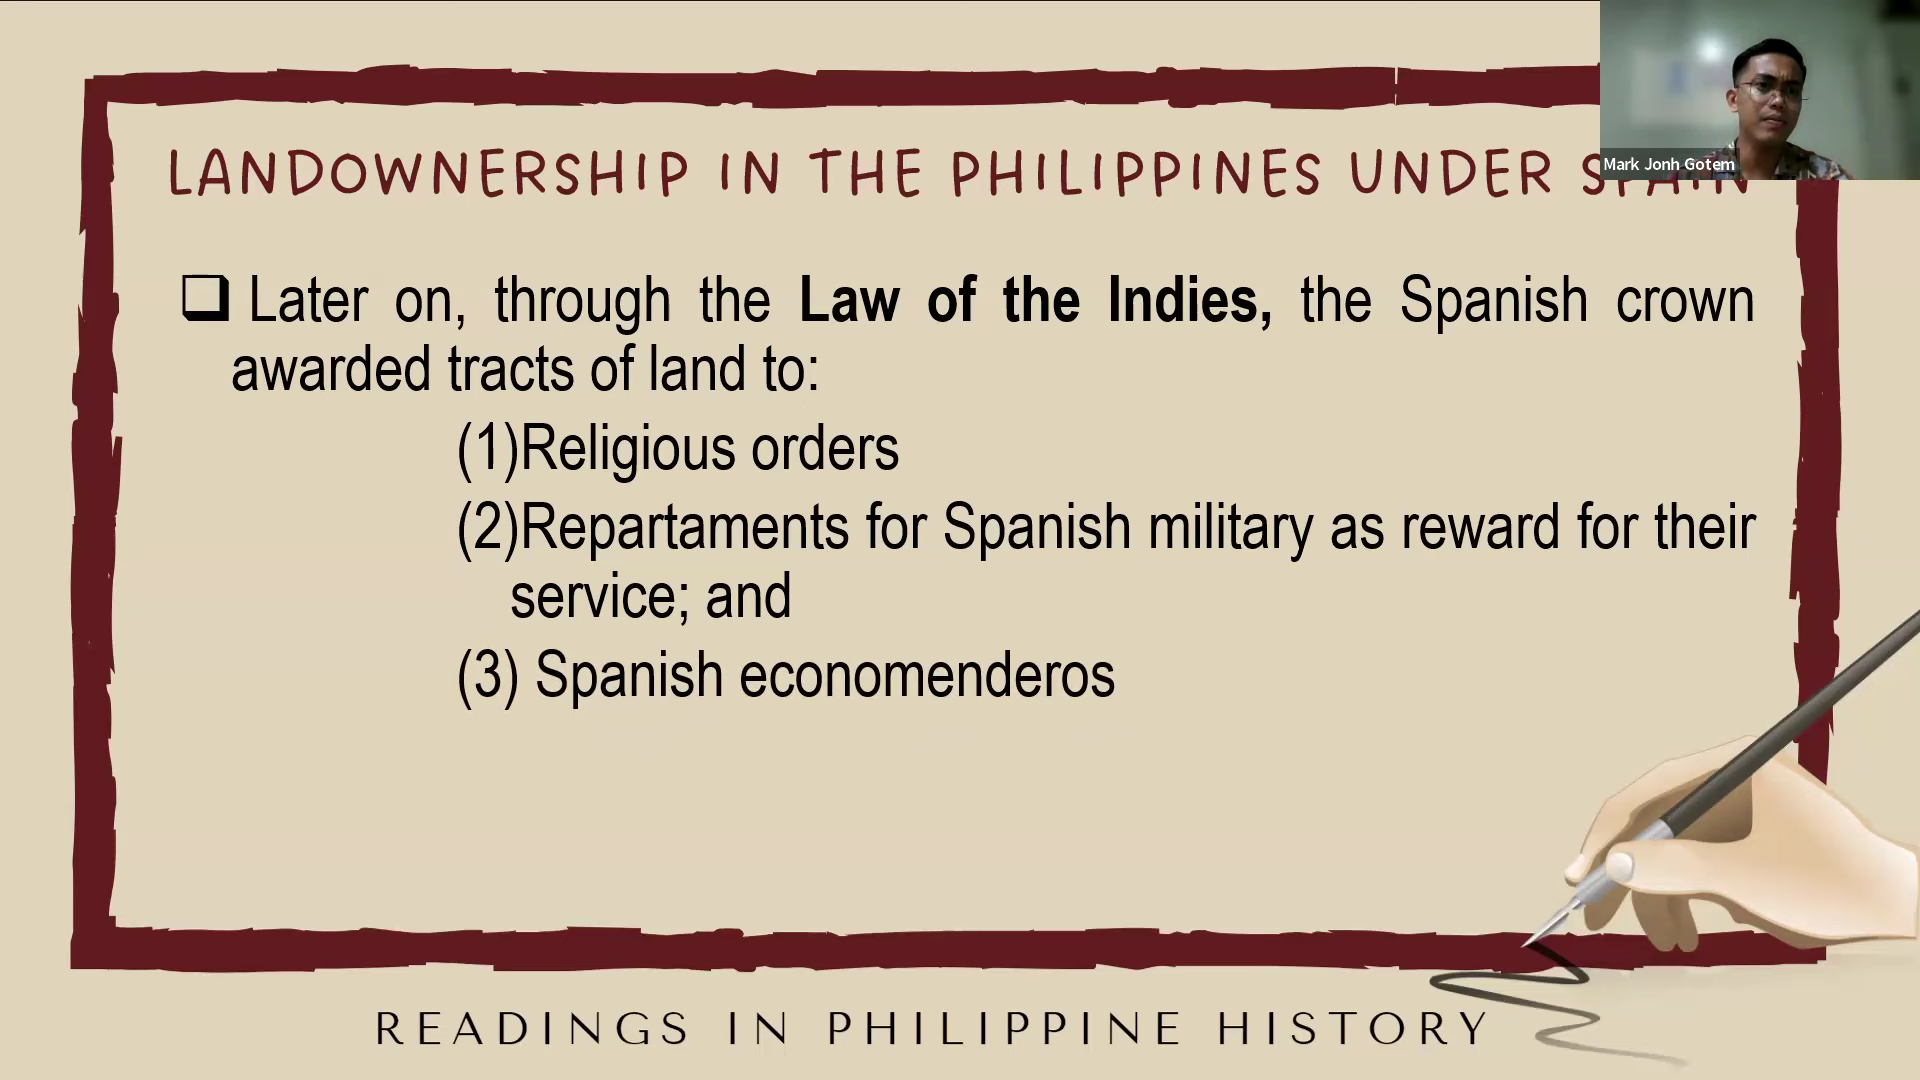 LANDOWNERSHIP IN THE PHILIPPINES UNDER SPAIN
Mark Jonh Gotem
❑ Later on, through the Law of the Indies, the Spanish crown
awarded tracts of land to:
(1)Religious orders
(2)Repartaments for Spanish military as reward for their
service; and
(3) Spanish economenderos
READINGS IN PHILIPPINE HISTORY